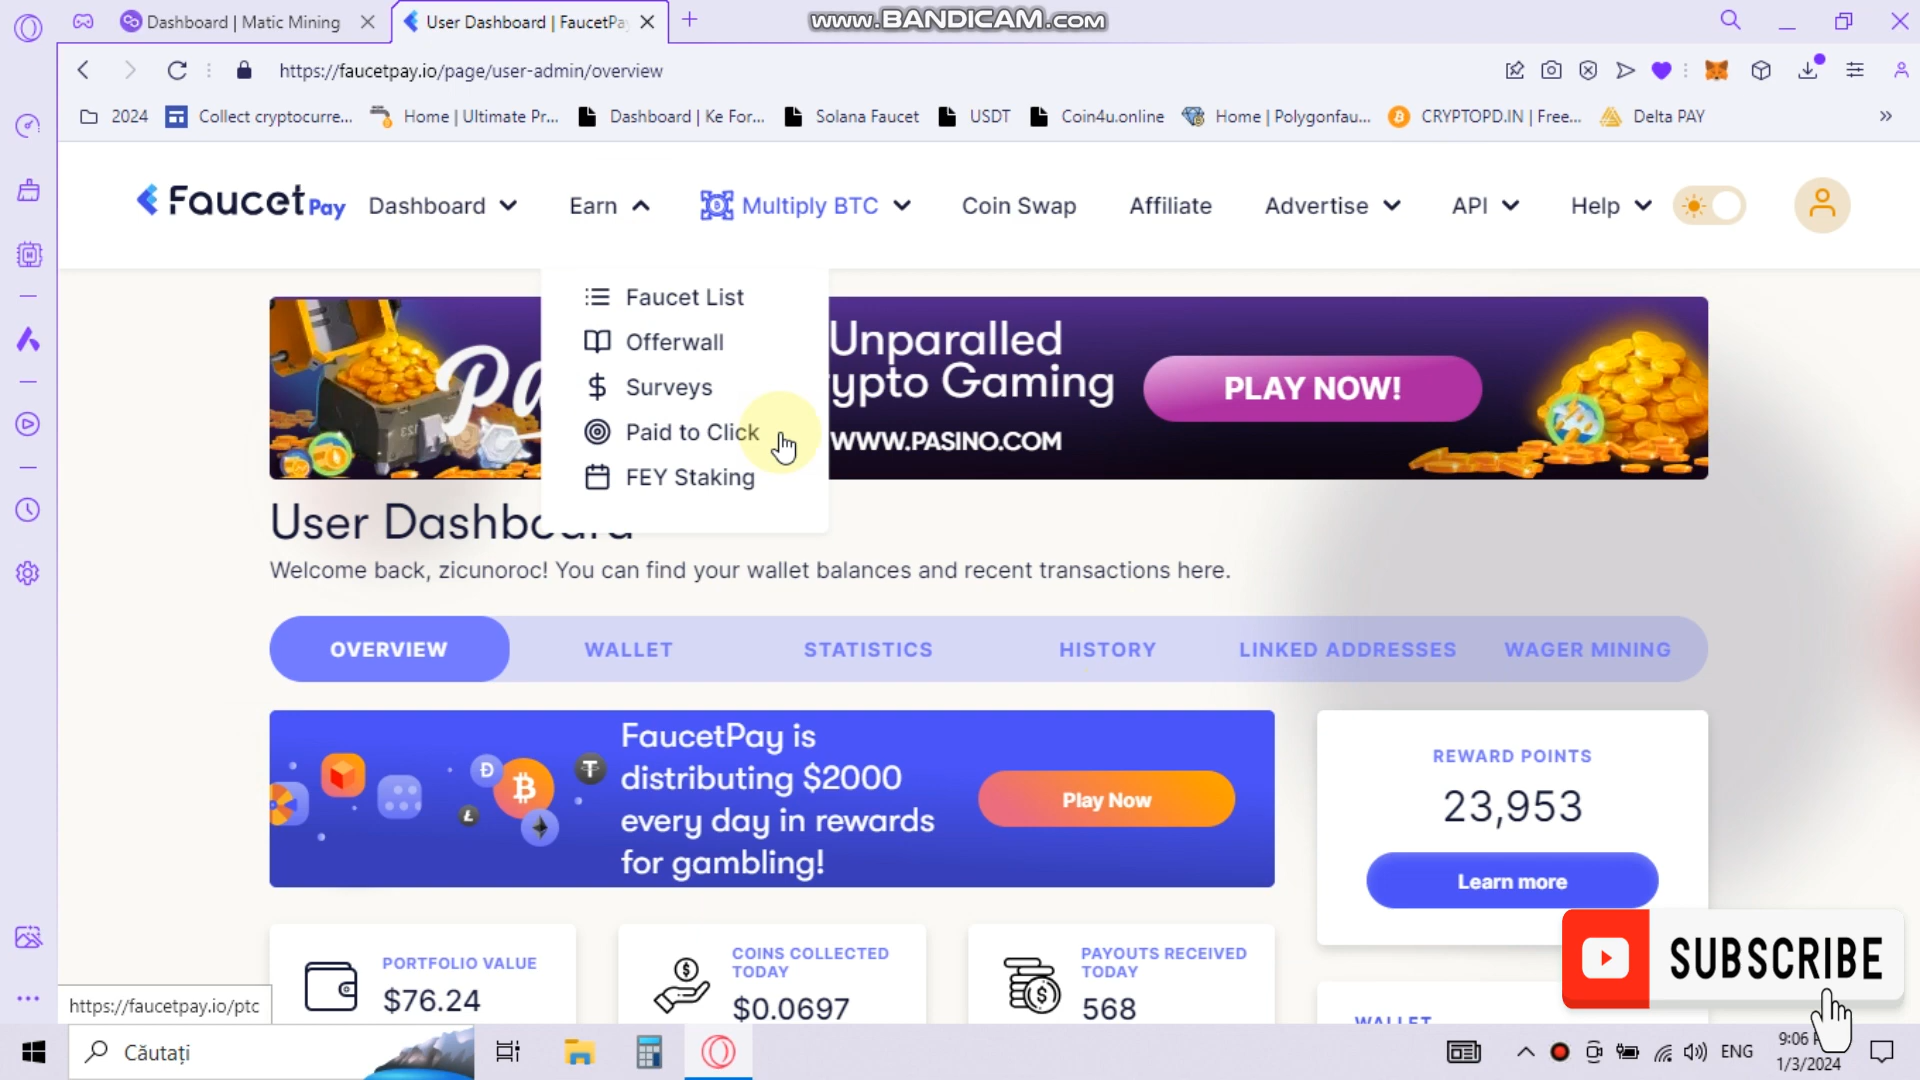 Dashboard | Matic Mining
User Dashboard | FaucetPa
www.BANDICAM.com
https://faucetpay.io/page/user-admin/overview
2024
Collect cryptocurre...
Home | Ultimate Pr...
Dashboard | Ke For...
Solana Faucet
USDT
Coin4u.online
Home | Polygonfau...
CRYPTOPD.IN | Free...
Delta PAY
FaucetPay
Dashboard
Earn
Multiply BTC
Coin Swap
Affiliate
Advertise
API
Help
Faucet List
Offerwall
Surveys
Paid to Click
FEY Staking
Unparalled
ypto Gaming
WWW.PASINO.COM
PLAY NOW!
User Dashboard
Welcome back, zicunoroc! You can find your wallet balances and recent transactions here.
OVERVIEW
WALLET
STATISTICS
HISTORY
LINKED ADDRESSES
WAGER MINING
FaucetPay is
distributing $2000
every day in rewards
for gambling!
Play Now
REWARD POINTS
23,953
Learn more
PORTFOLIO VALUE
$76.24
COINS COLLECTED
TODAY
$0.0697
PAYOUTS RECEIVED
TODAY
568
WALLET
SUBSCRIBE
https://faucetpay.io/ptc
Căutați
ENG
9:06 P
1/3/2024